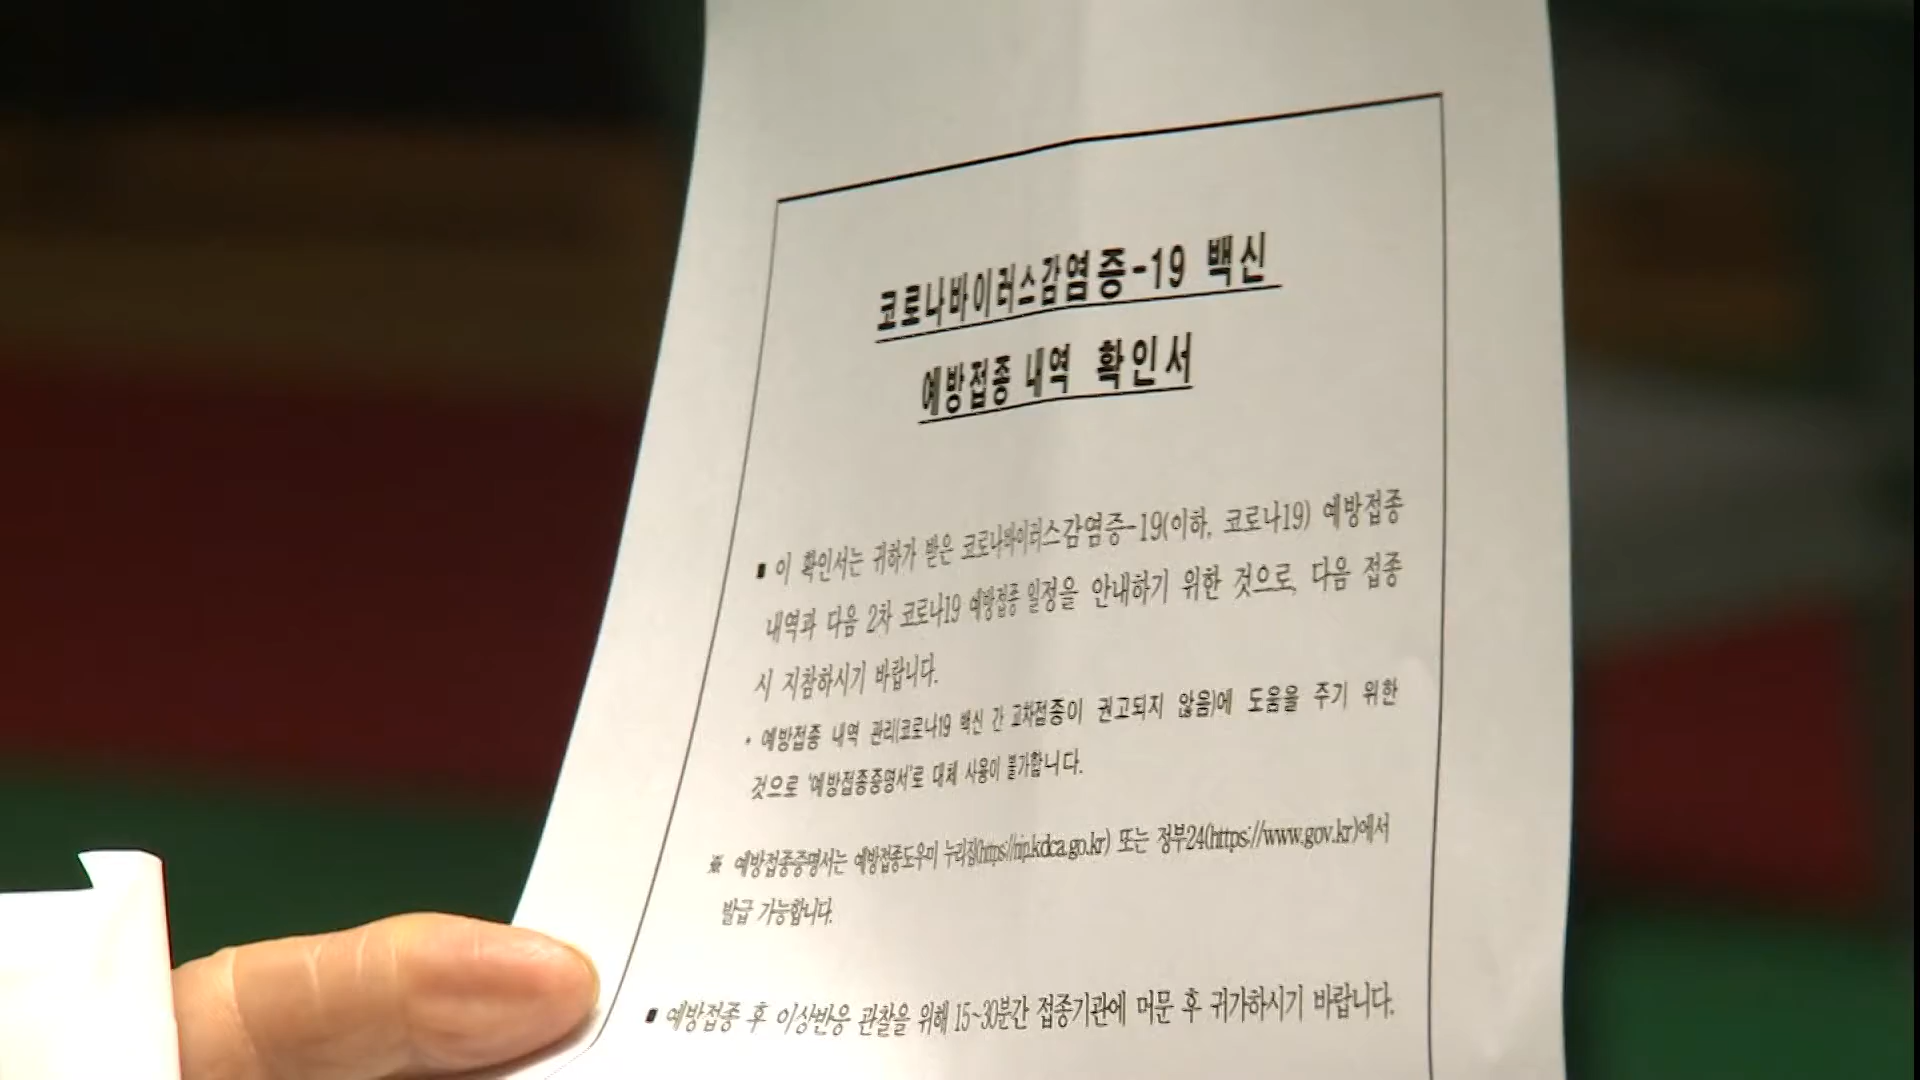 코로나바이러스감염증-19 백신
예방접종 내역 확인서
▪ 이 확인서는 귀하가 받은 코로나바이러스감염증-19(이하, 코로나19) 예방접종
내역과 다음 2차 코로나19 예방접종 일정을 안내하기 위한 것으로, 다음 접종
시 지참하시기 바랍니다.
* 예방접종 내역 관리(코로나19 백신 간 교차접종이 권고되지 않음)에 도움을 주기 위한
것으로 '예방접종증명서'로 대체 사용이 불가합니다.
※ 예방접종증명서는 예방접종도우미 누리집(https://nip.kdca.go.kr) 또는 정부24(https://www.gov.kr)에서
발급 가능합니다.
▪ 예방접종 후 이상반응 관찰을 위해 15~30분간 접종기관에 머문 후 귀가하시기 바랍니다.